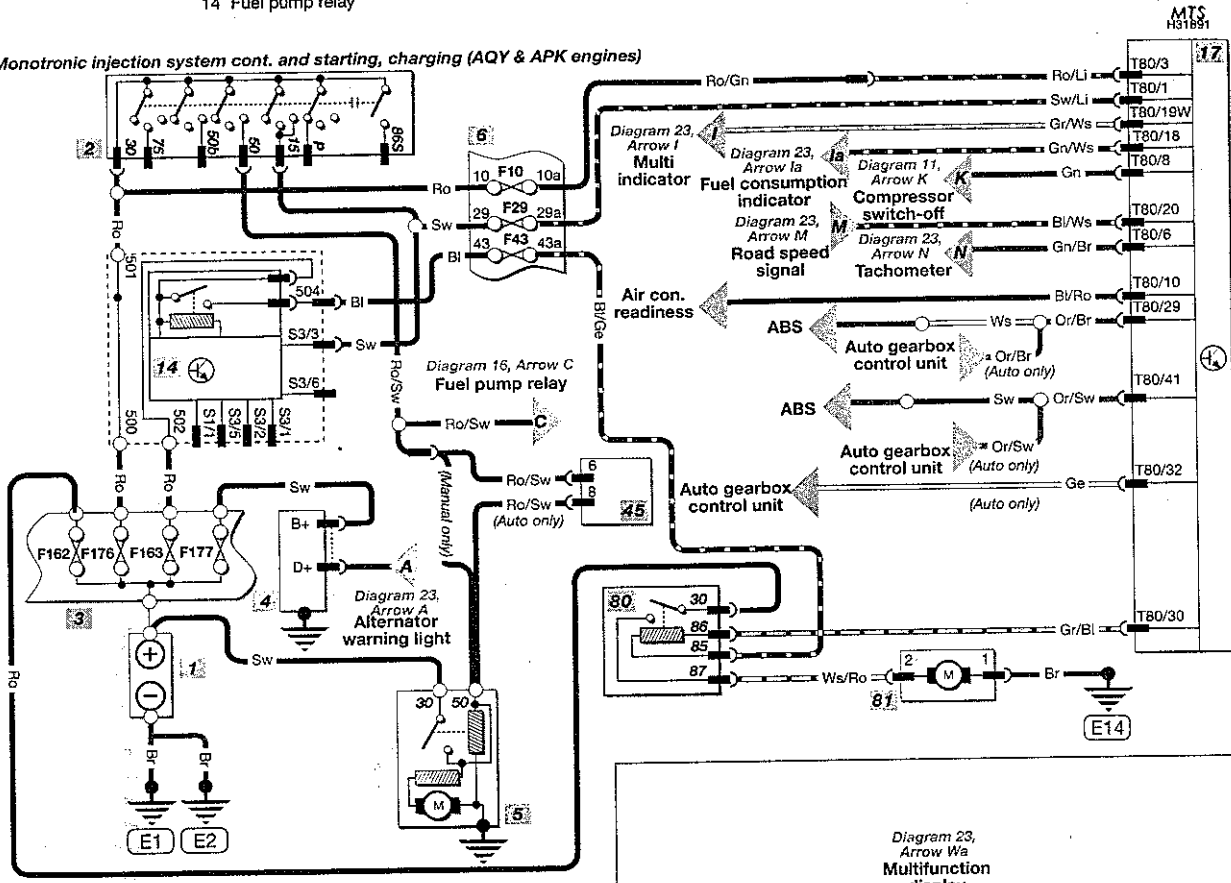 14 Fuel pump relay
MTS
H31891
Monotronic injection system cont. and starting, charging (AQY & APK engines)
17
T80/3
Ro/Gn
Ro/Li
T80/1
Sw/Li
T80/19W
Diagram 23,
Arrow I
Multi
indicator
I
Gr/Ws
T80/18
Diagram 23,
Arrow Ia
Fuel consumption
indicator
Ia
Gn/Ws
T80/8
Diagram 11,
Arrow K
Compressor
switch-off
K
Gn
T80/20
Diagram 23,
Arrow M
Road speed
signal
M
Bl/Ws
T80/6
Diagram 23,
Arrow N
Tachometer
N
Gn/Br
T80/10
Air con.
readiness
Bl/Ro
T80/29
ABS
Ws
Or/Br
Auto gearbox
control unit
Or/Br
(Auto only)
T80/41
ABS
Sw
Or/Sw
Auto gearbox
control unit
Or/Sw
(Auto only)
T80/32
Auto gearbox
control unit
Ge
(Auto only)
T80/30
Gr/Bl
2
30
75
50b
50
15
P
86S
6
Ro
10
F10
10a
Sw
29
F29
29a
Bl
43
F43
43a
Bl/Ge
Ro
501
504
Bl
S3/3
Sw
14
S3/6
500
502
S1/1
S3/5
S3/2
S3/1
Ro/Sw
Diagram 16, Arrow C
Fuel pump relay
Ro/Sw
C
(Manual only)
Ro/Sw
6
Ro/Sw
8
(Auto only)
45
Ro
Ro
Sw
F162
F176
F163
F177
3
B+
D+
4
A
Diagram 23,
Arrow A
Alternator
warning light
1
Sw
Ro
Br
Br
E1
E2
30
50
M
5
80
30
86
85
87
Ws/Ro
2
M
1
81
Br
E14
Diagram 23,
Arrow Wa
Multifunction
display